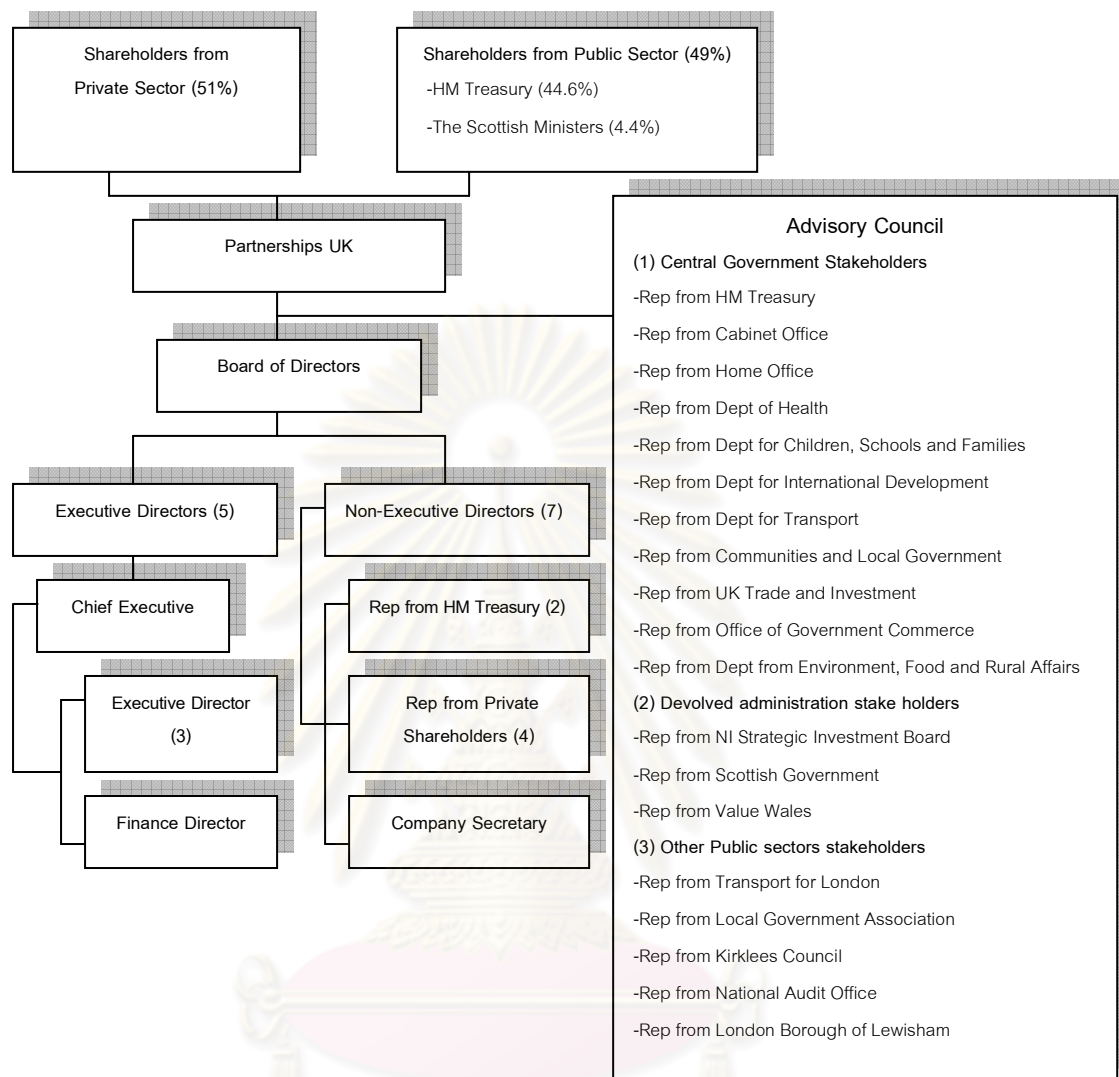 Shareholders from
Private Sector (51%)
Shareholders from Public Sector (49%)
-HM Treasury (44.6%)
-The Scottish Ministers (4.4%)
Partnerships UK
Board of Directors
Executive Directors (5)
Non-Executive Directors (7)
Chief Executive
Rep from HM Treasury (2)
Executive Director
(3)
Rep from Private
Shareholders (4)
Finance Director
Company Secretary
Advisory Council
(1) Central Government Stakeholders
-Rep from HM Treasury
-Rep from Cabinet Office
-Rep from Home Office
-Rep from Dept of Health
-Rep from Dept for Children, Schools and Families
-Rep from Dept for International Development
-Rep from Dept for Transport
-Rep from Communities and Local Government
-Rep from UK Trade and Investment
-Rep from Office of Government Commerce
-Rep from Dept from Environment, Food and Rural Affairs
(2) Devolved administration stake holders
-Rep from NI Strategic Investment Board
-Rep from Scottish Government
-Rep from Value Wales
(3) Other Public sectors stakeholders
-Rep from Transport for London
-Rep from Local Government Association
-Rep from Kirklees Council
-Rep from National Audit Office
-Rep from London Borough of Lewisham